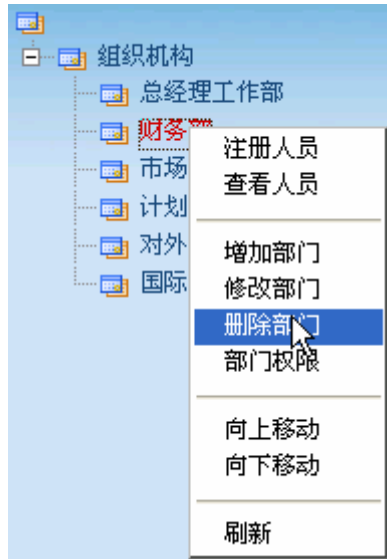 组织机构
总经理工作部
财务
市场
计划
对外
国际
注册人员
查看人员
增加部门
修改部门
删除部门
部门权限
向上移动
向下移动
刷新